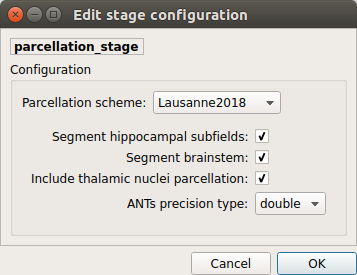 Edit stage configuration
parcellation_stage
Configuration
Parcellation scheme: Lausanne2018
Segment hippocampal subfields:
Segment brainstem:
Include thalamic nuclei parcellation:
ANTs precision type: double
Cancel OK